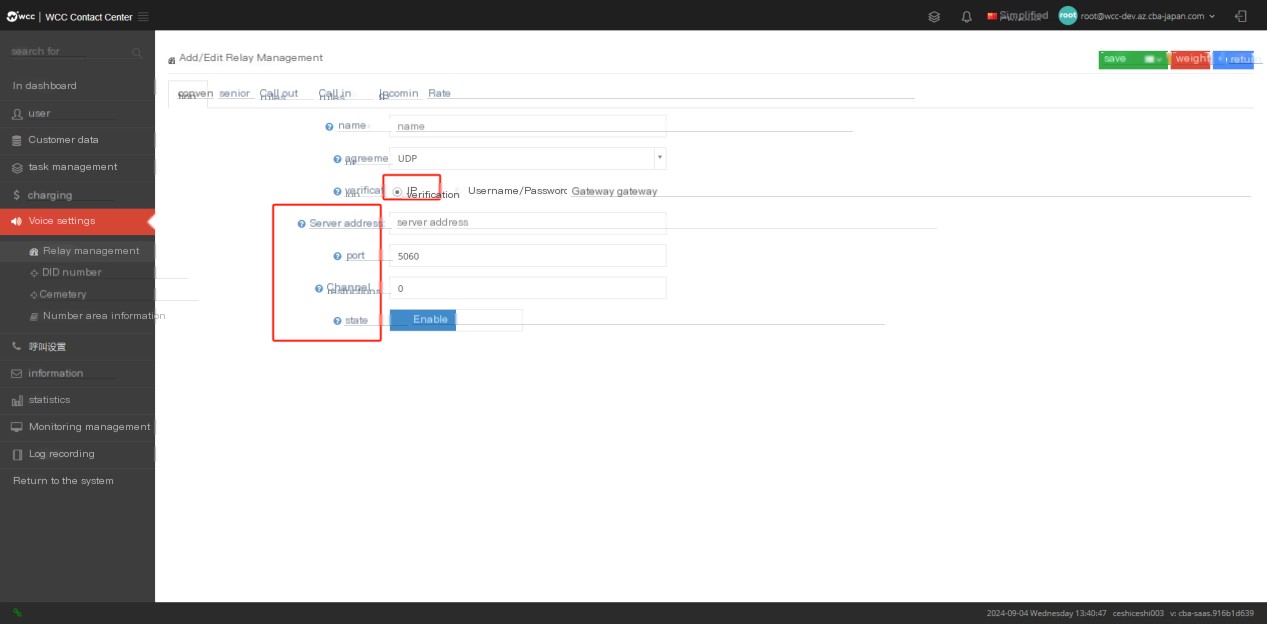 wcc | WCC Contact Center
Simplified
root
root@wcc-dev.az.cba-japan.com
search for
In dashboard
user
Customer data
task management
charging
Voice settings
Relay management
DID number
Cemetery
Number area information
呼叫设置
information
statistics
Monitoring management
Log recording
Return to the system
Add/Edit Relay Management
save
weight
return
conven
senior
Call out
rules
Call in
rules
Incomin
IP
Rate
name
name
agreeme
UDP
verificat
IP
verification
Username/Password
Gateway gateway
Server address:
server address
port
5060
Channel
restrictions
0
state
Enable
2024-09-04 Wednesday 13:40:47 ceshiceshi003 v: cba-saas.916b1d639